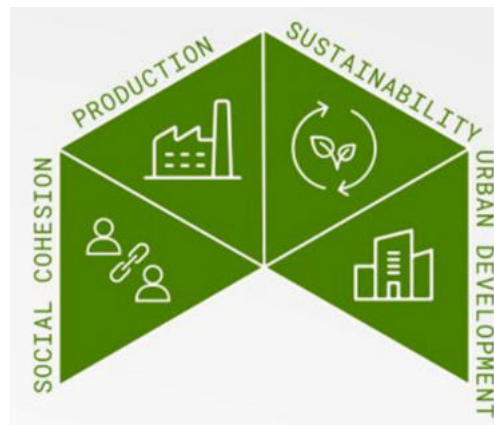 SOCIAL COHESION
PRODUCTION
SUSTAINABILITY
URBAN DEVELOPMENT